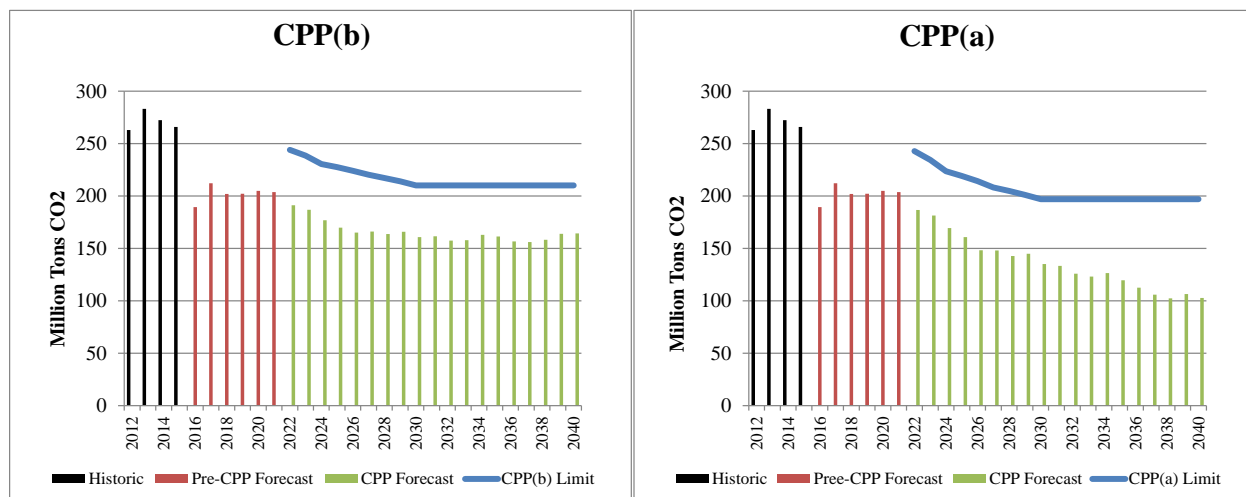 CPP(b)
Million Tons CO2
300
250
200
150
100
50
0
2012 2014 2016 2018 2020 2022 2024 2026 2028 2030 2032 2034 2036 2038 2040
Historic Pre-CPP Forecast CPP Forecast CPP(b) Limit
CPP(a)
Million Tons CO2
300
250
200
150
100
50
0
2012 2014 2016 2018 2020 2022 2024 2026 2028 2030 2032 2034 2036 2038 2040
Historic Pree-CPP Forecast CPP Forecast CPP(a) Limit